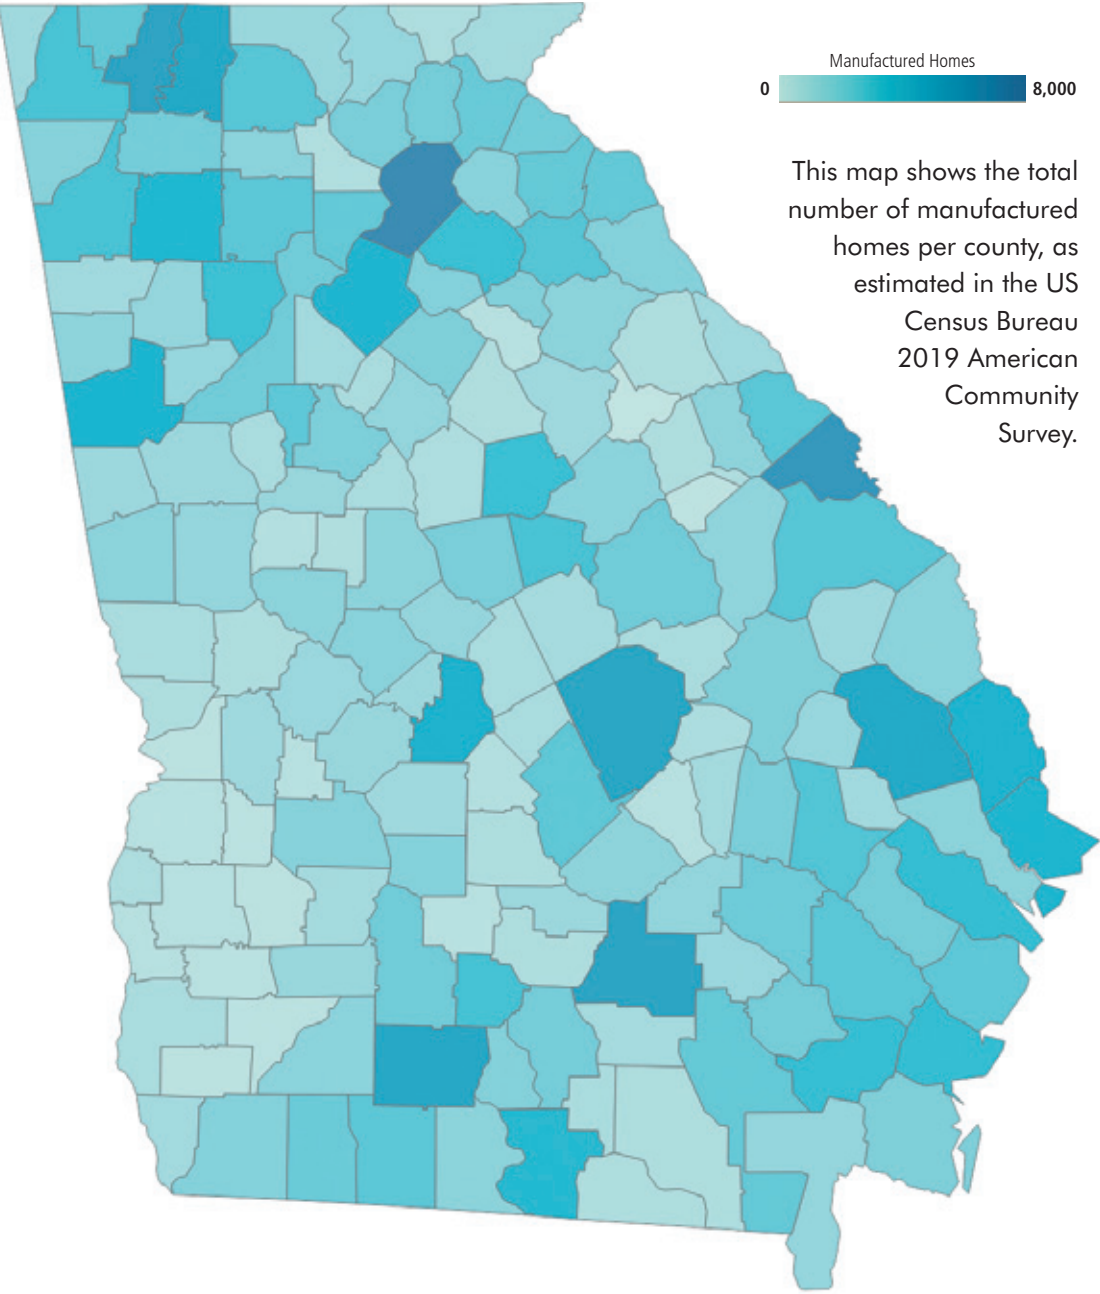 Manufactured Homes
0 8,000
This map shows the total
number of manufactured
homes per county, as
estimated in the US
Census Bureau
2019 American
Community
Survey.